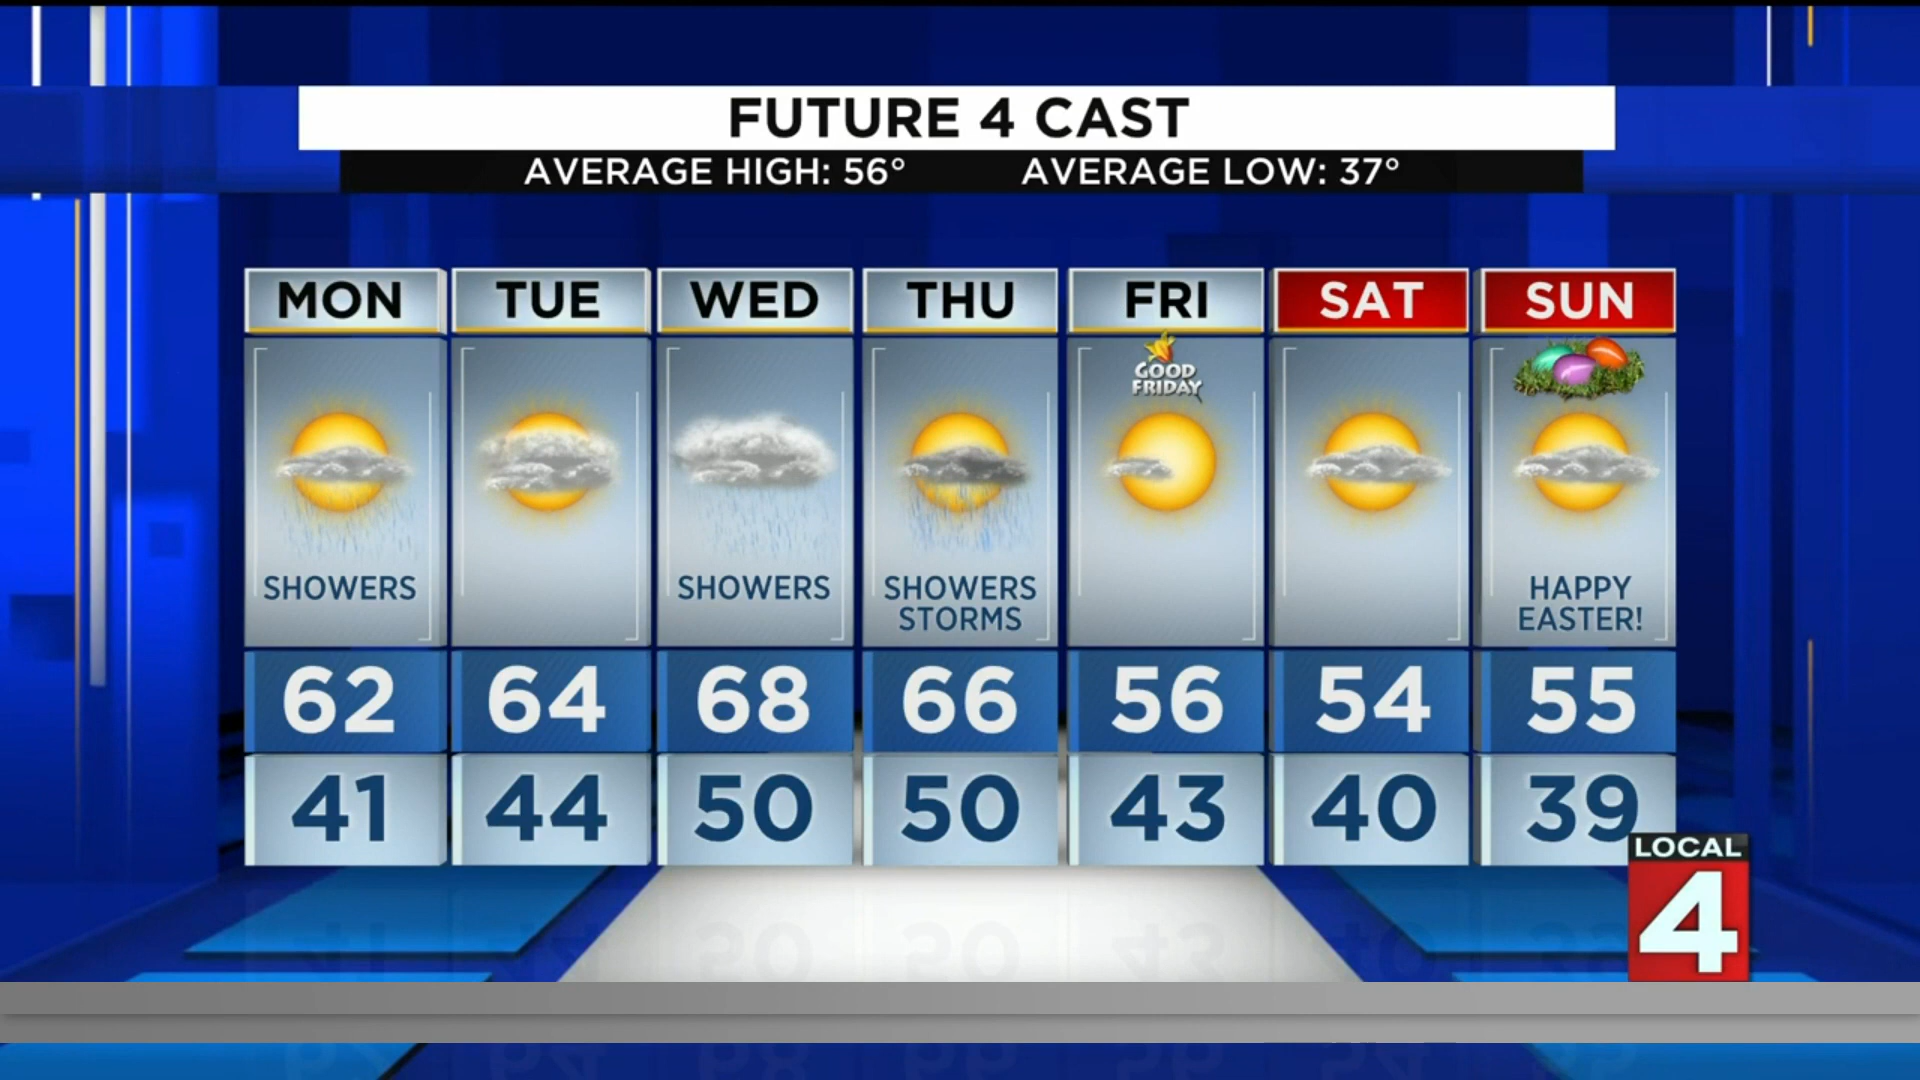 FUTURE 4 CAST
AVERAGE HIGH: 56° AVERAGE LOW: 37°
MON TUE WED THU FRI SAT SUN
GOOD
FRIDAY
SHOWERS SHOWERS SHOWERS HAPPY
STORMS EASTER!
62 64 68 66 56 54 55
41 44 50 50 43 40 39
LOCAL
4